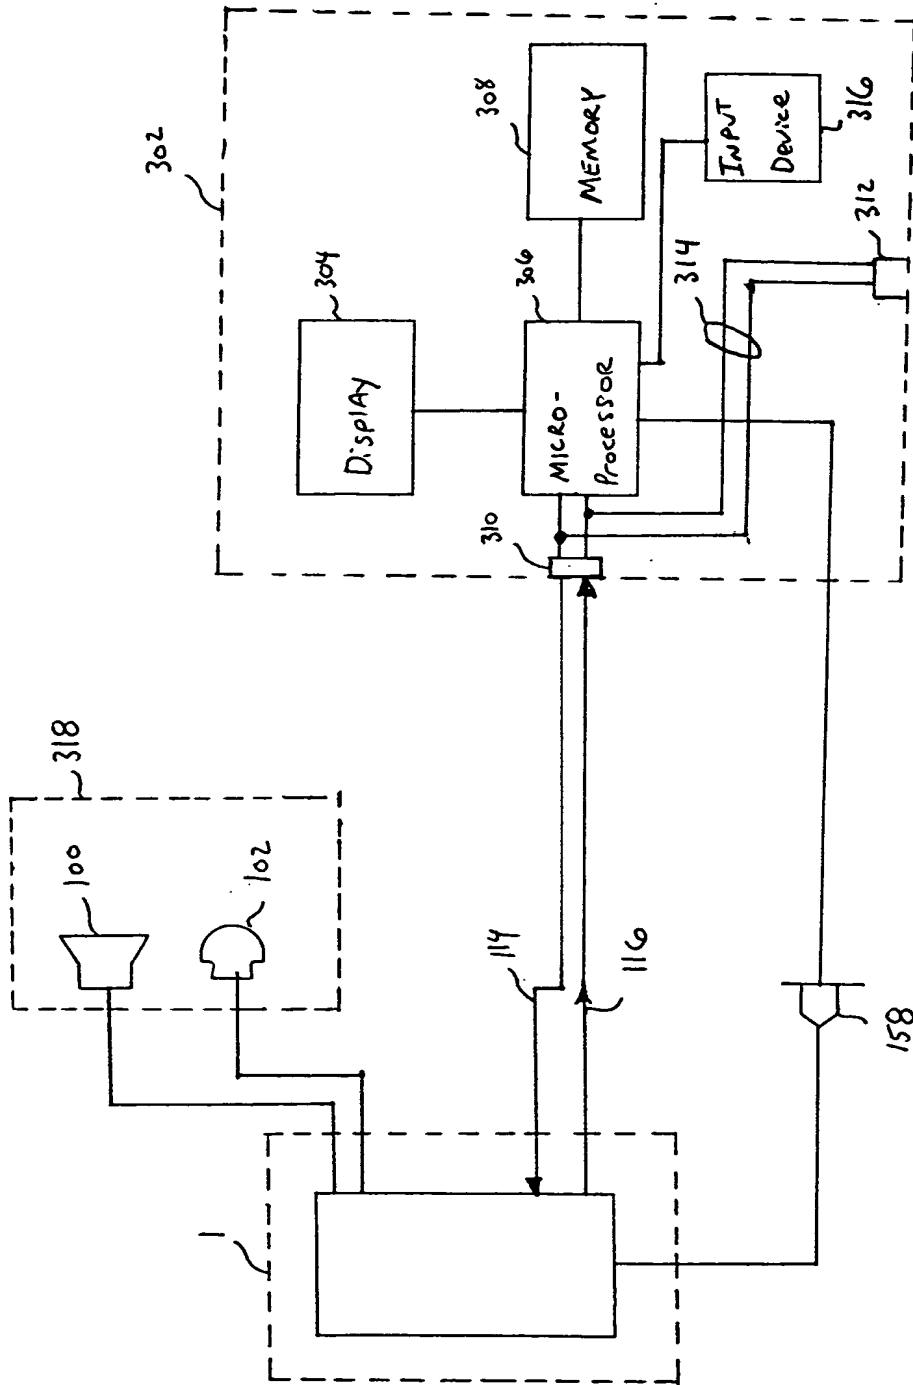 302
304
Display
306
MICRO-
Processor
308
MEMORY
316
INPUT
Device
310
314
312
318
100
102
114
116
1
158